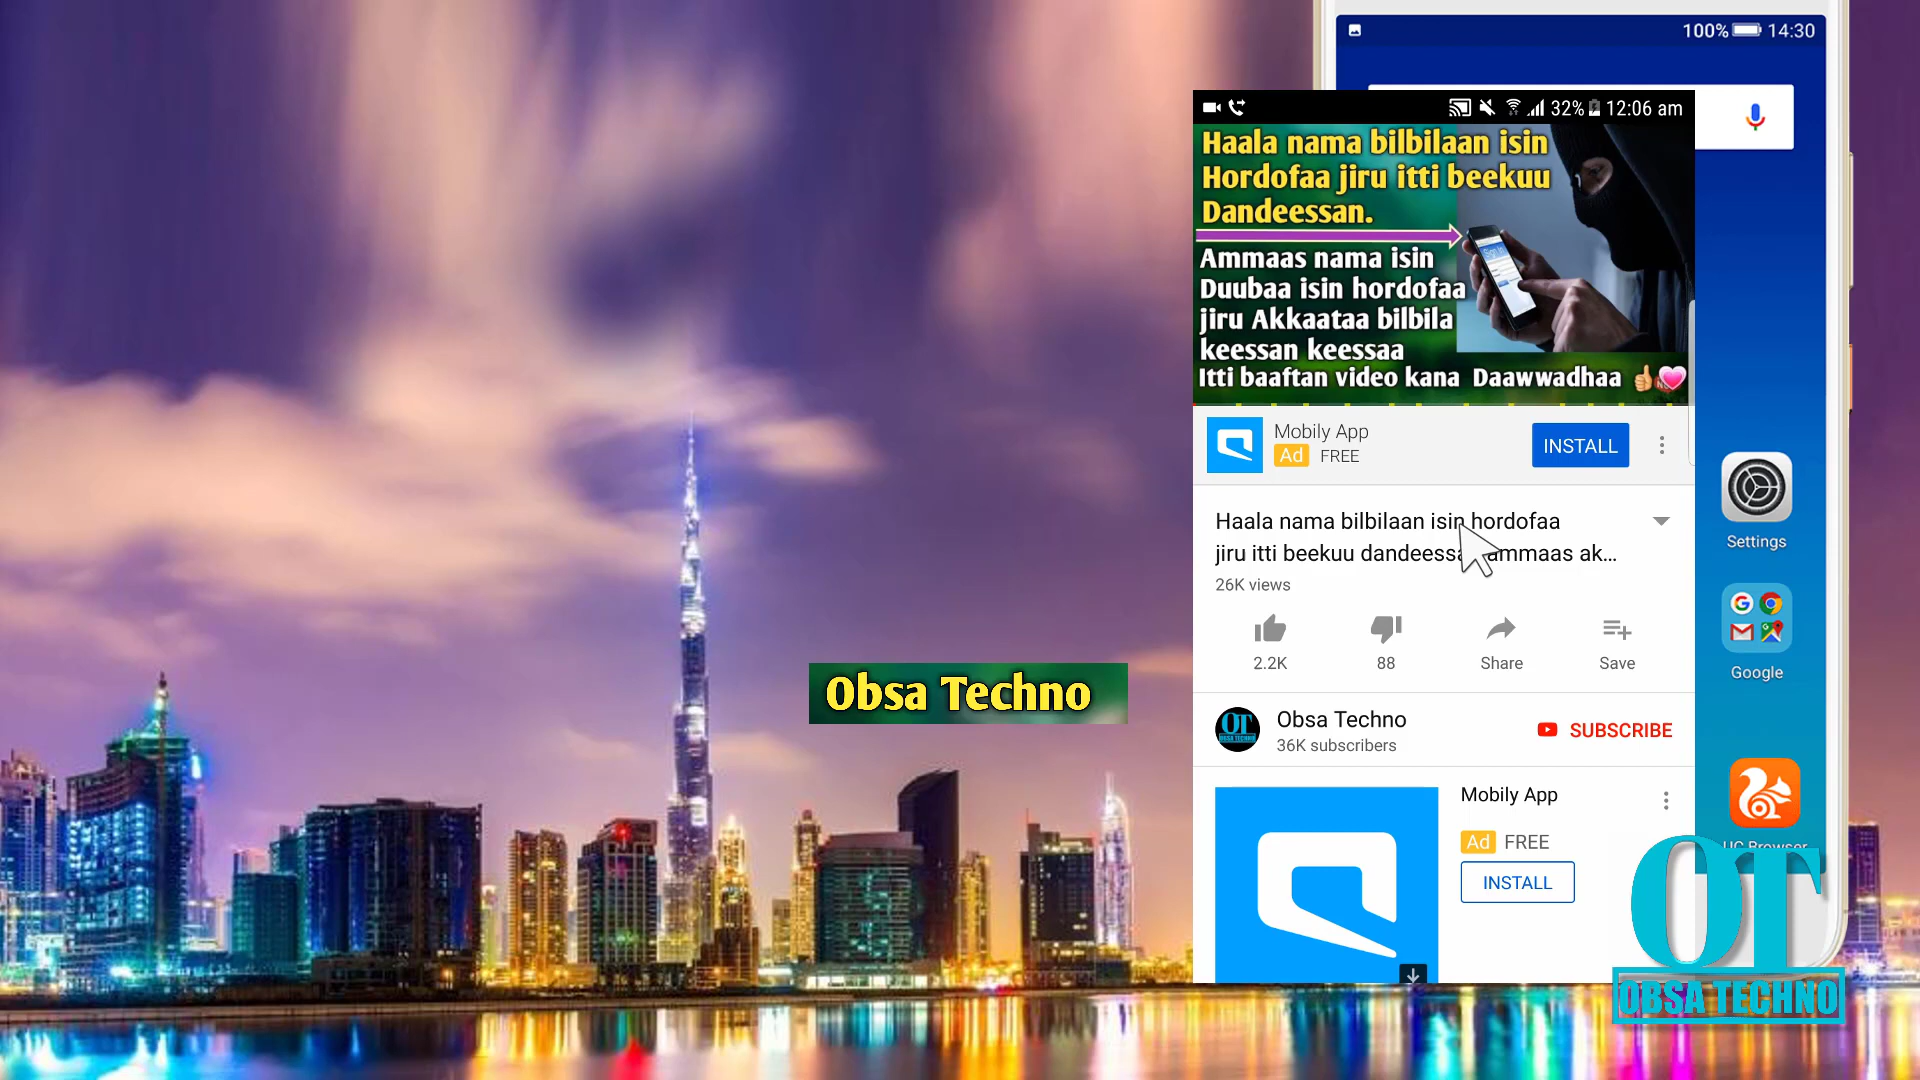 100% 14:30
32% 12:06 am
Haala nama bilbilaan isin
Hordofaa jiru itti beekuu
Dandeessan.
Ammaas nama isin
Duubaa isin hordofaa
jiru Akkaataa bilbila
keessan keessaa
Itti baaftan video kana Daawwadhaa
Mobily App
Ad FREE
INSTALL
Haala nama bilbilaan isin hordofaa
jiru itti beekuu ammaas ak...
26K views
2.2K
88
Share
Save
Obsa Techno
36K subscribers
SUBSCRIBE
Mobily App
Ad FREE
INSTALL
Obsa Techno
Settings
Google
UC Browser
OT
OBSA TECHNO